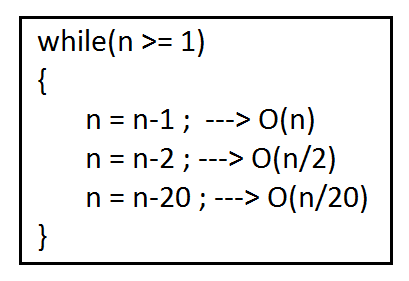 while(n >= 1)
{
n = n-1 ; ---> O(n)
n = n-2 ; ---> O(n/2)
n = n-20 ; ---> O(n/20)
}